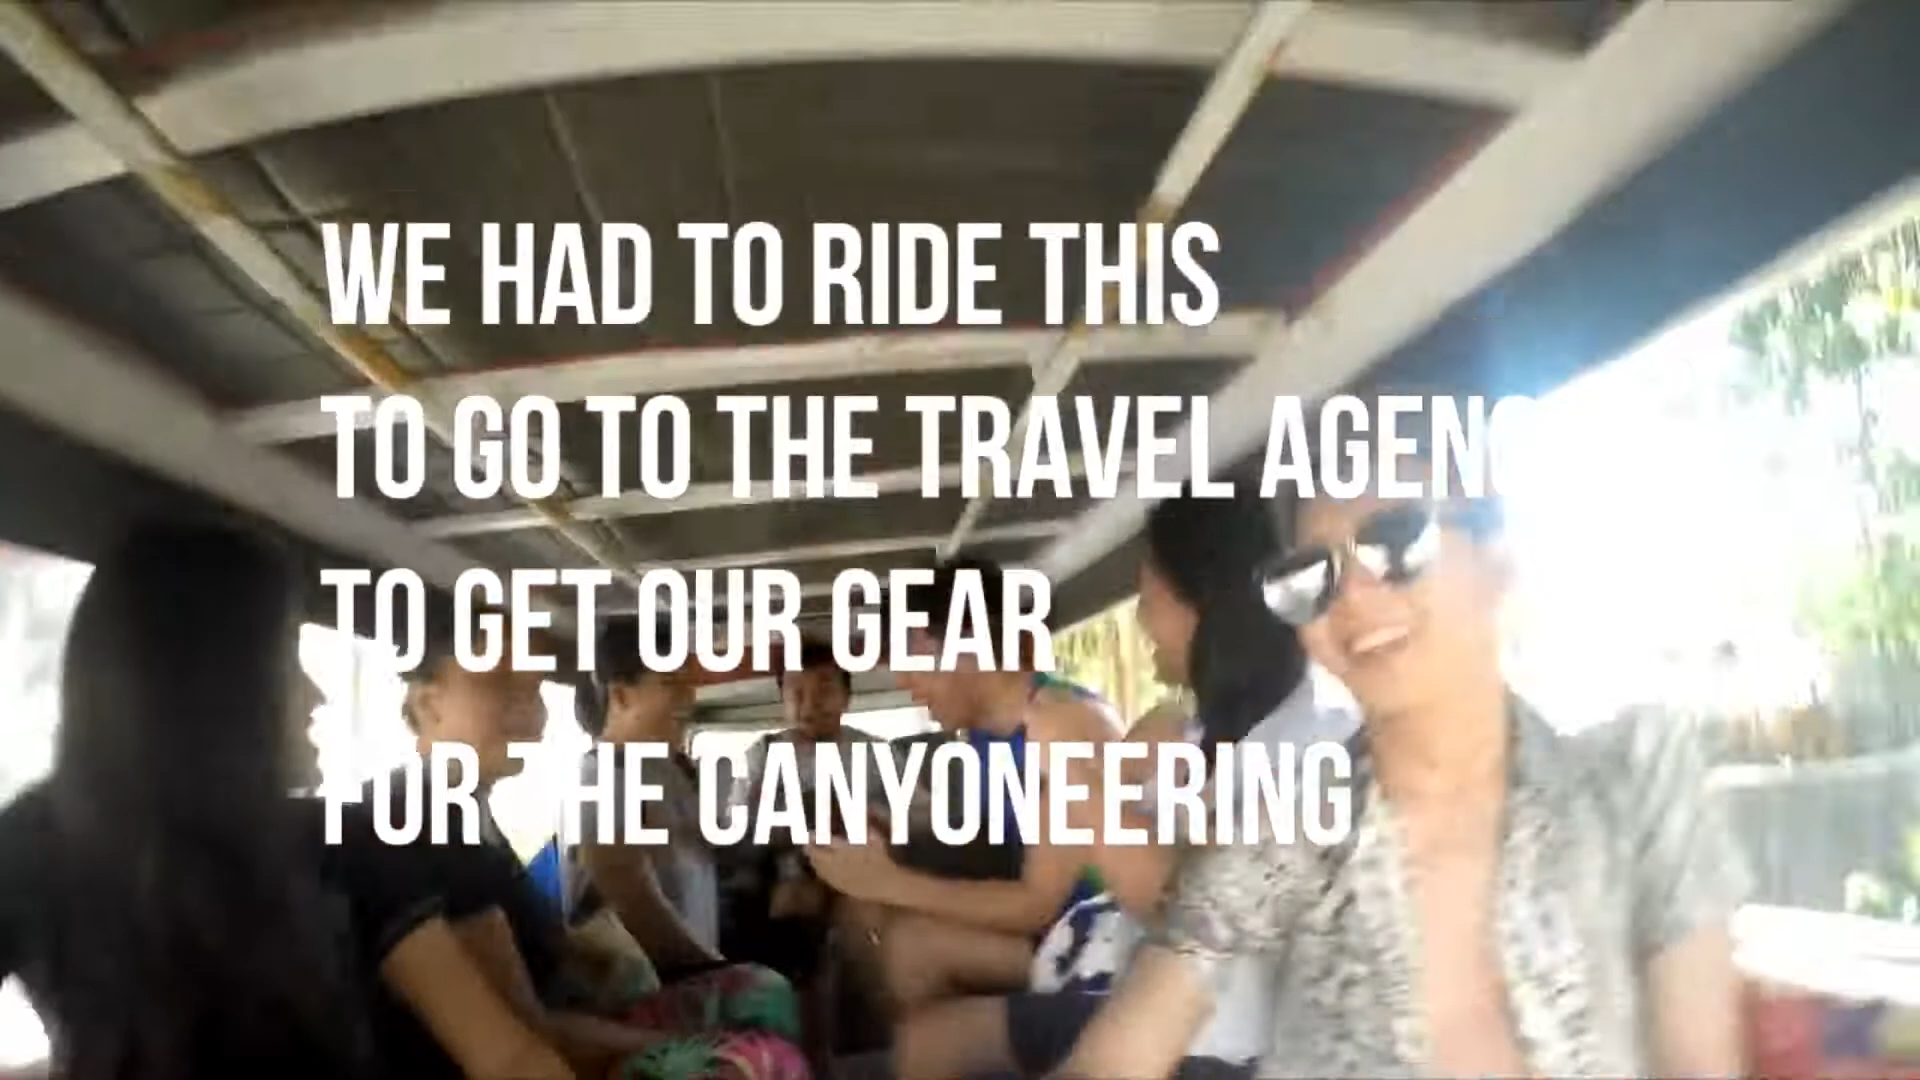 WE HAD TO RIDE THIS
TO GO TO THE TRAVEL AGENC
TO GET OUR GEAR
FOR THE CANYONEERING